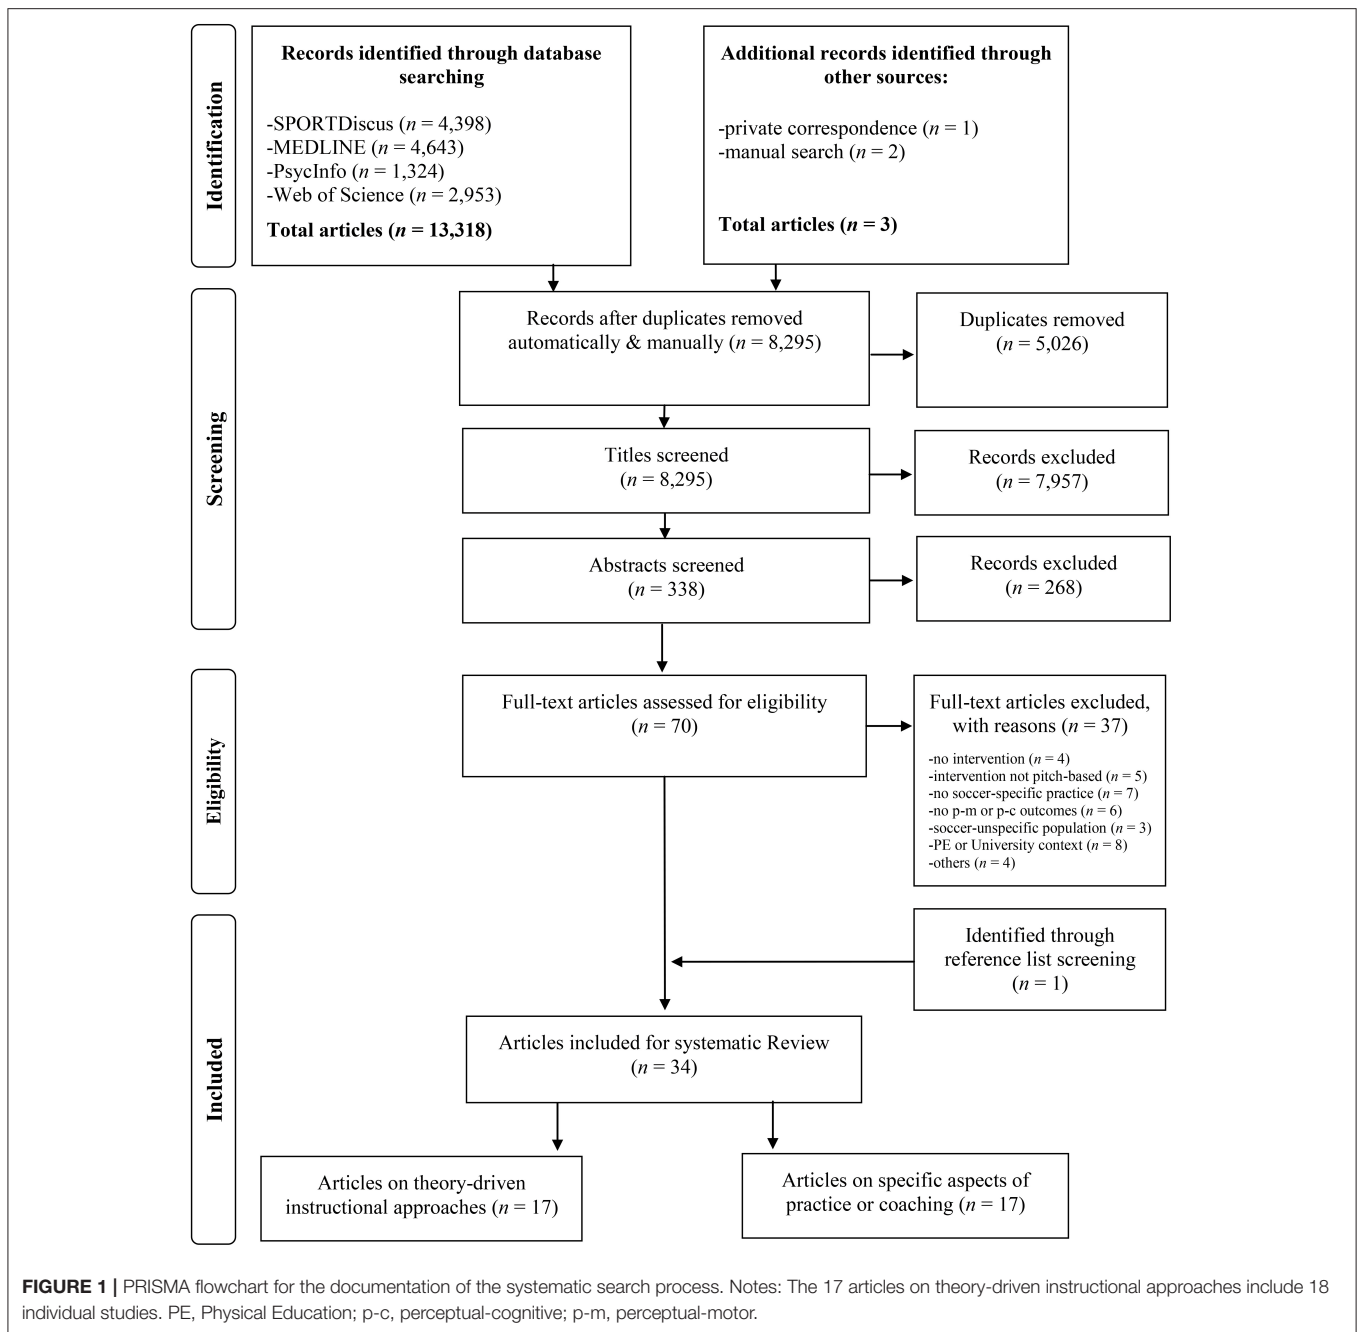 Identification
Records identified through database
searching
-SPORTDiscus (n = 4,398)
-MEDLINE (n = 4,643)
-PsycInfo (n = 1,324)
-Web of Science (n = 2,953)
Total articles (n = 13,318)
Additional records identified through
other sources:
-private correspondence (n = 1)
-manual search (n = 2)
Total articles (n = 3)
Screening
Records after duplicates removed
automatically & manually (n = 8,295)
Duplicates removed
(n = 5,026)
Titles screened
(n = 8,295)
Records excluded
(n = 7,957)
Abstracts screened
(n = 338)
Records excluded
(n = 268)
Eligibility
Full-text articles assessed for eligibility
(n = 70)
Full-text articles excluded,
with reasons (n = 37)
-no intervention (n = 4)
-intervention not pitch-based (n = 5)
-no soccer-specific practice (n = 7)
-no p-m or p-c outcomes (n = 6)
-soccer-unspecific population (n = 3)
-PE or University context (n = 8)
-others (n = 4)
Included
Identified through
reference list screening
(n = 1)
Articles included for systematic Review
(n = 34)
Articles on theory-driven
instructional approaches (n = 17)
Articles on specific aspects of
practice or coaching (n = 17)
FIGURE 1 | PRISMA flowchart for the documentation of the systematic search process. Notes: The 17 articles on theory-driven instructional approaches include 18
individual studies. PE, Physical Education; p-c, perceptual-cognitive; p-m, perceptual-motor.